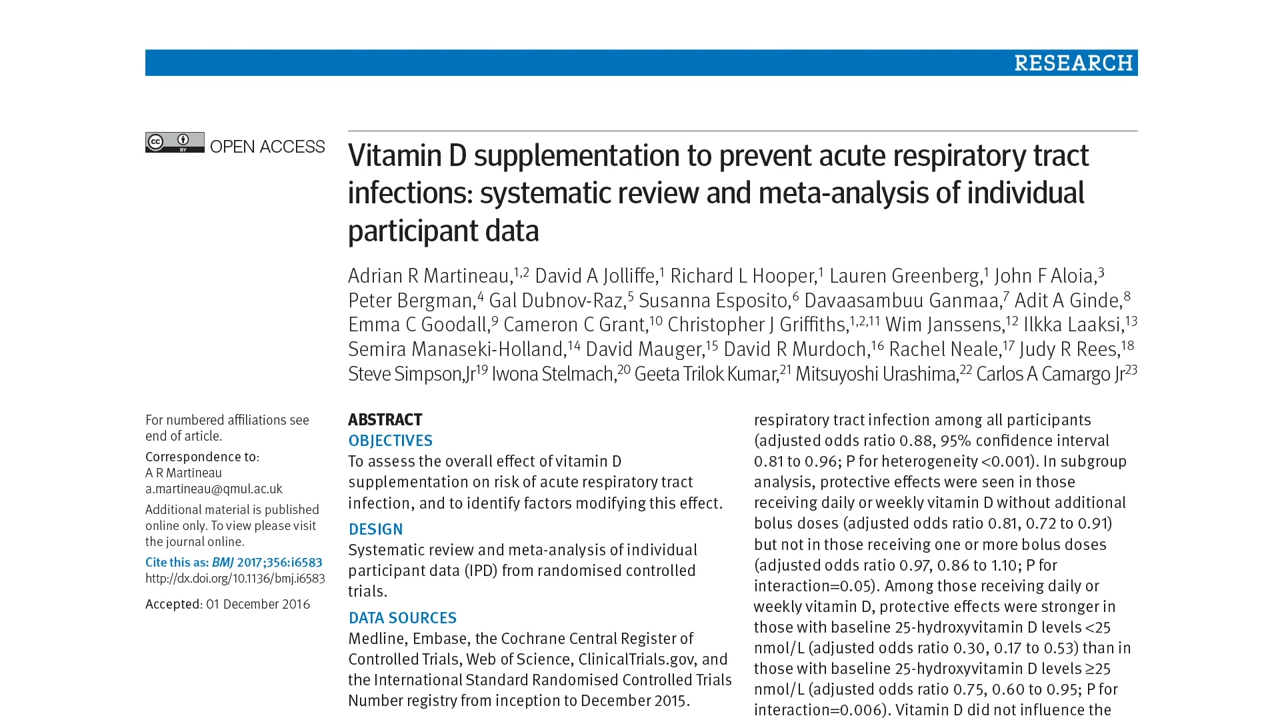 RESEARCH
cc BY OPEN ACCESS
Vitamin D supplementation to prevent acute respiratory tract
infections: systematic review and meta-analysis of individual
participant data
Adrian R Martineau,1,2 David A Jolliffe,1 Richard L Hooper,1 Lauren Greenberg,1 John F Aloia,3
Peter Bergman,4 Gal Dubnov-Raz,5 Susanna Esposito,6 Davaasambuu Ganmaa,7 Adit A Ginde,8
Emma C Goodall,9 Cameron C Grant,10 Christopher J Griffiths,1,2,11 Wim Janssens,12 Ilkka Laaksi,13
Semira Manaseki-Holland,14 David Mauger,15 David R Murdoch,16 Rachel Neale,17 Judy R Rees,18
Steve Simpson,Jr19 Iwona Stelmach,20 Geeta Trilok Kumar,21 Mitsuyoshi Urashima,22 Carlos A Camargo Jr23
For numbered affiliations see
end of article.
Correspondence to:
A R Martineau
a.martineau@qmul.ac.uk
Additional material is published
online only. To view please visit
the journal online.
Cite this as: BMJ 2017;356:i6583
http://dx.doi.org/10.1136/bmj.i6583
Accepted: 01 December 2016
ABSTRACT
OBJECTIVES
To assess the overall effect of vitamin D
supplementation on risk of acute respiratory tract
infection, and to identify factors modifying this effect.
DESIGN
Systematic review and meta-analysis of individual
participant data (IPD) from randomised controlled
trials.
DATA SOURCES
Medline, Embase, the Cochrane Central Register of
Controlled Trials, Web of Science, ClinicalTrials.gov, and
the International Standard Randomised Controlled Trials
Number registry from inception to December 2015.
respiratory tract infection among all participants
(adjusted odds ratio 0.88, 95% confidence interval
0.81 to 0.96; P for heterogeneity <0.001). In subgroup
analysis, protective effects were seen in those
receiving daily or weekly vitamin D without additional
bolus doses (adjusted odds ratio 0.81, 0.72 to 0.91)
but not in those receiving one or more bolus doses
(adjusted odds ratio 0.97, 0.86 to 1.10; P for
interaction=0.05). Among those receiving daily or
weekly vitamin D, protective effects were stronger in
those with baseline 25-hydroxyvitamin D levels <25
nmol/L (adjusted odds ratio 0.30, 0.17 to 0.53) than in
those with baseline 25-hydroxyvitamin D levels ≥25
nmol/L (adjusted odds ratio 0.75, 0.60 to 0.95; P for
interaction=0.006). Vitamin D did not influence the